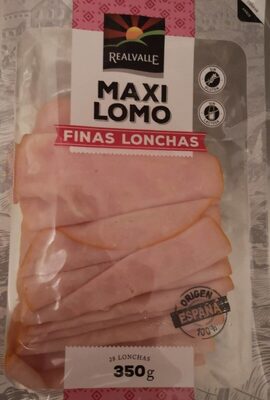 REALVALLE
MAXI
LOMO
FINAS LONCHAS
ORIGEN
ESPAÑA
100%
28 LONCHAS
350g